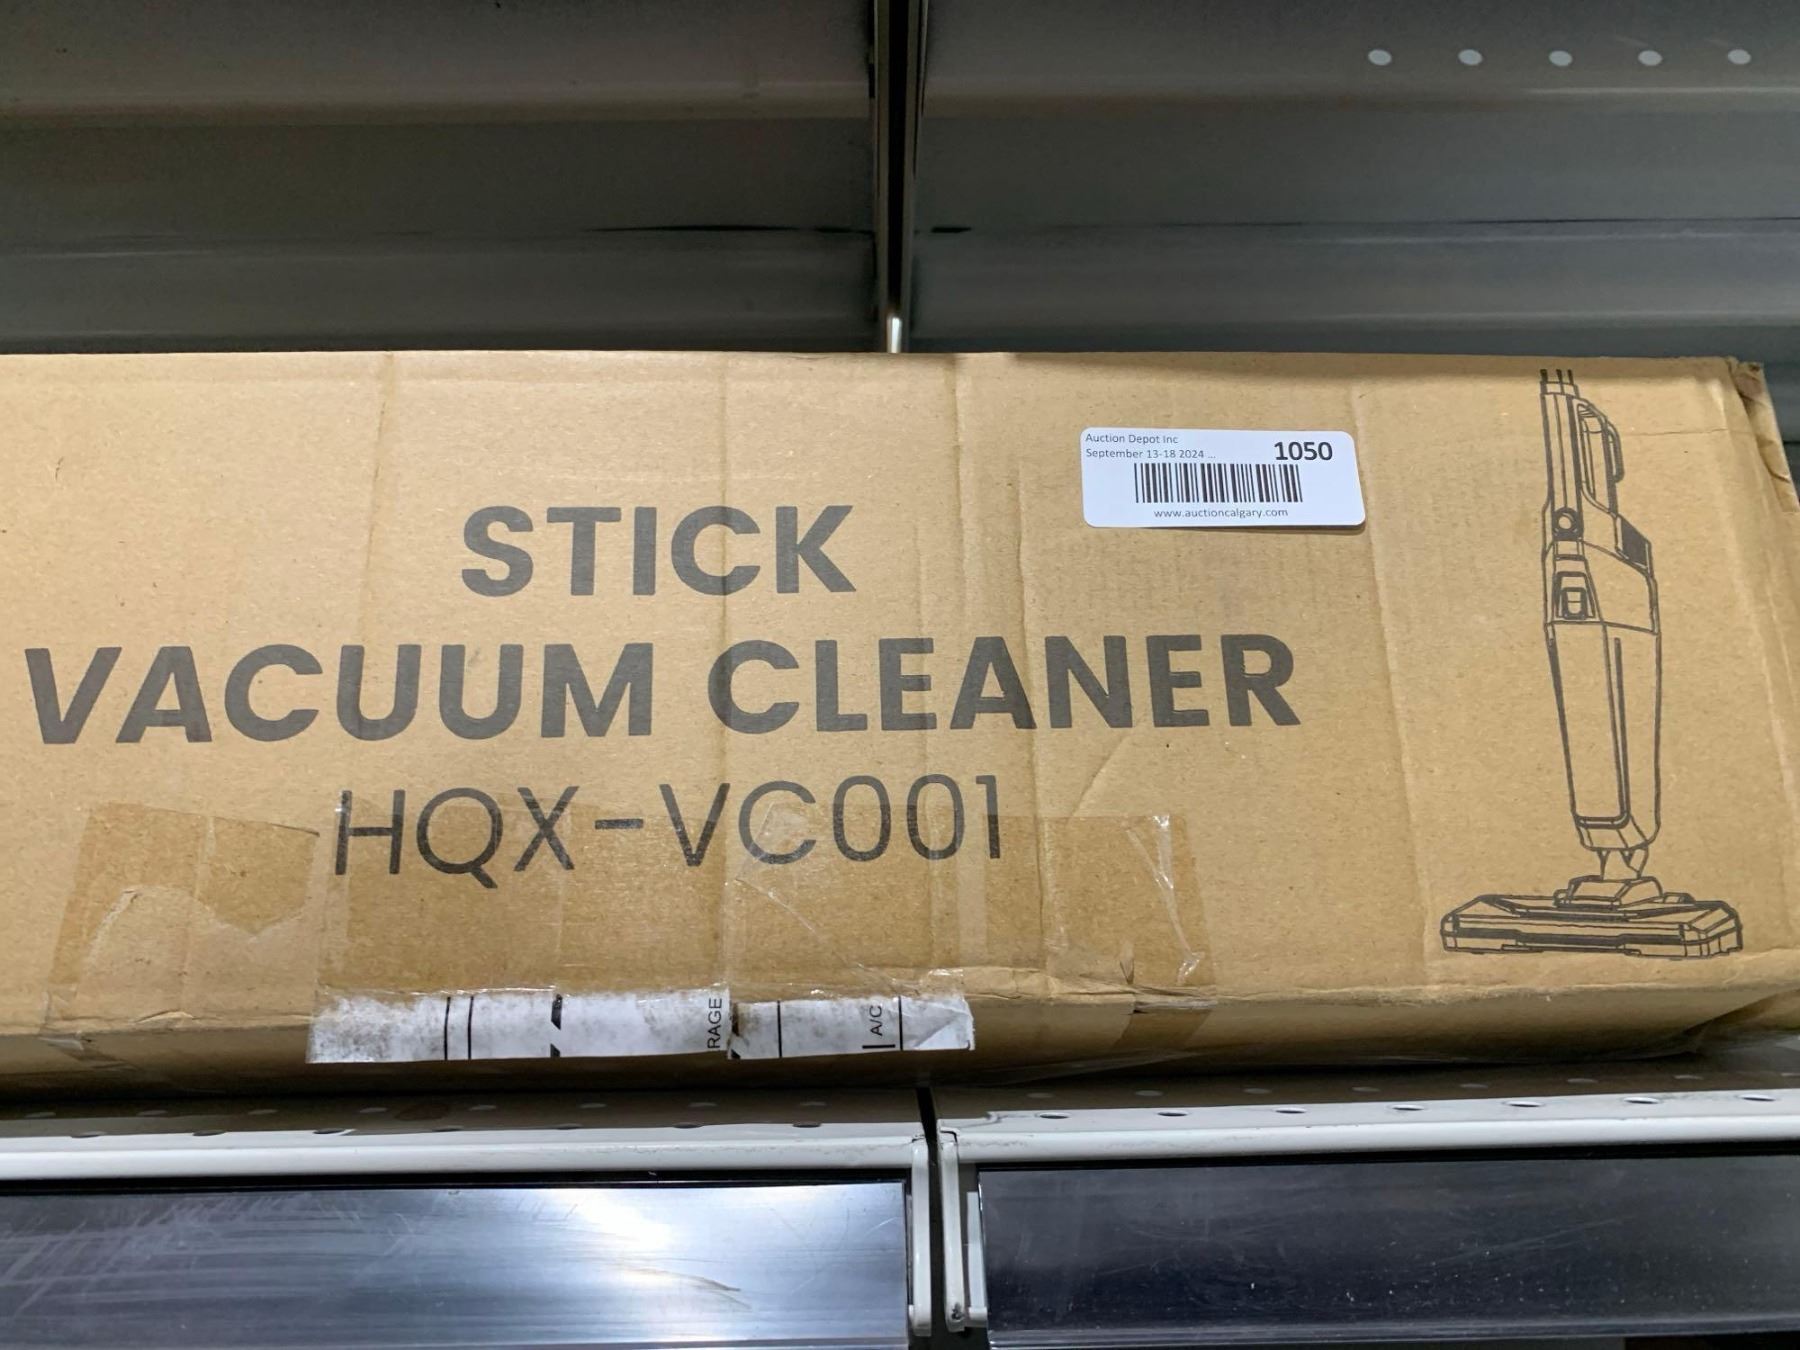 Auction Depot Inc
September 13-18 2024 ...
1050
www.auctioncalgary.com
STICK
VACUUM CLEANER
HQX-VC001
RAGE
A/C